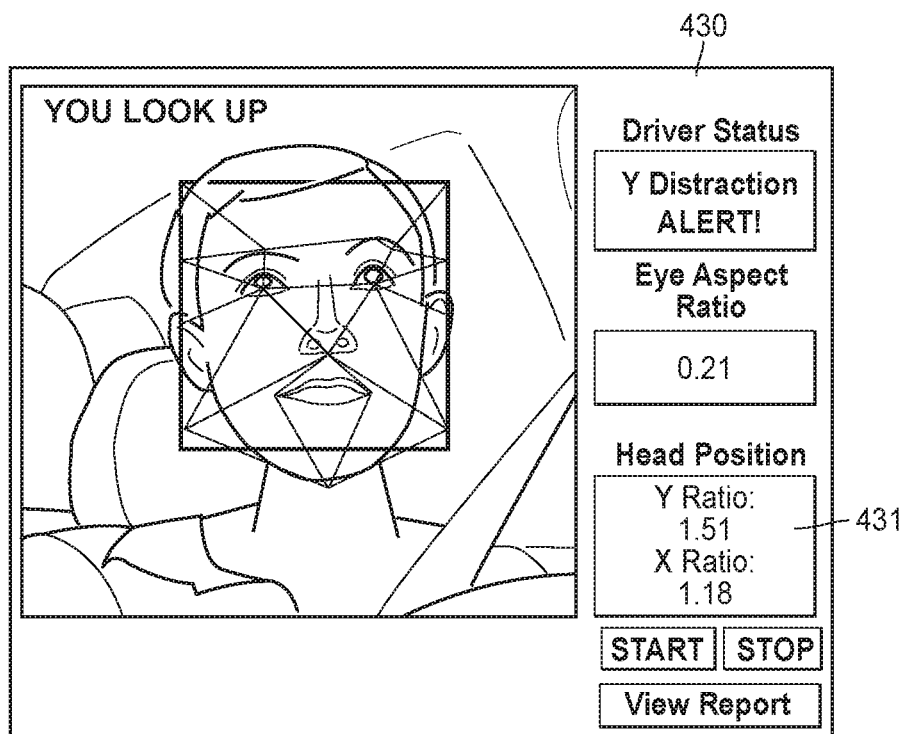 430
YOU LOOK UP
Driver Status
Y Distraction
ALERT!
Eye Aspect
Ratio
0.21
Head Position
Y Ratio:
1.51
X Ratio:
1.18
431
START STOP
View Report